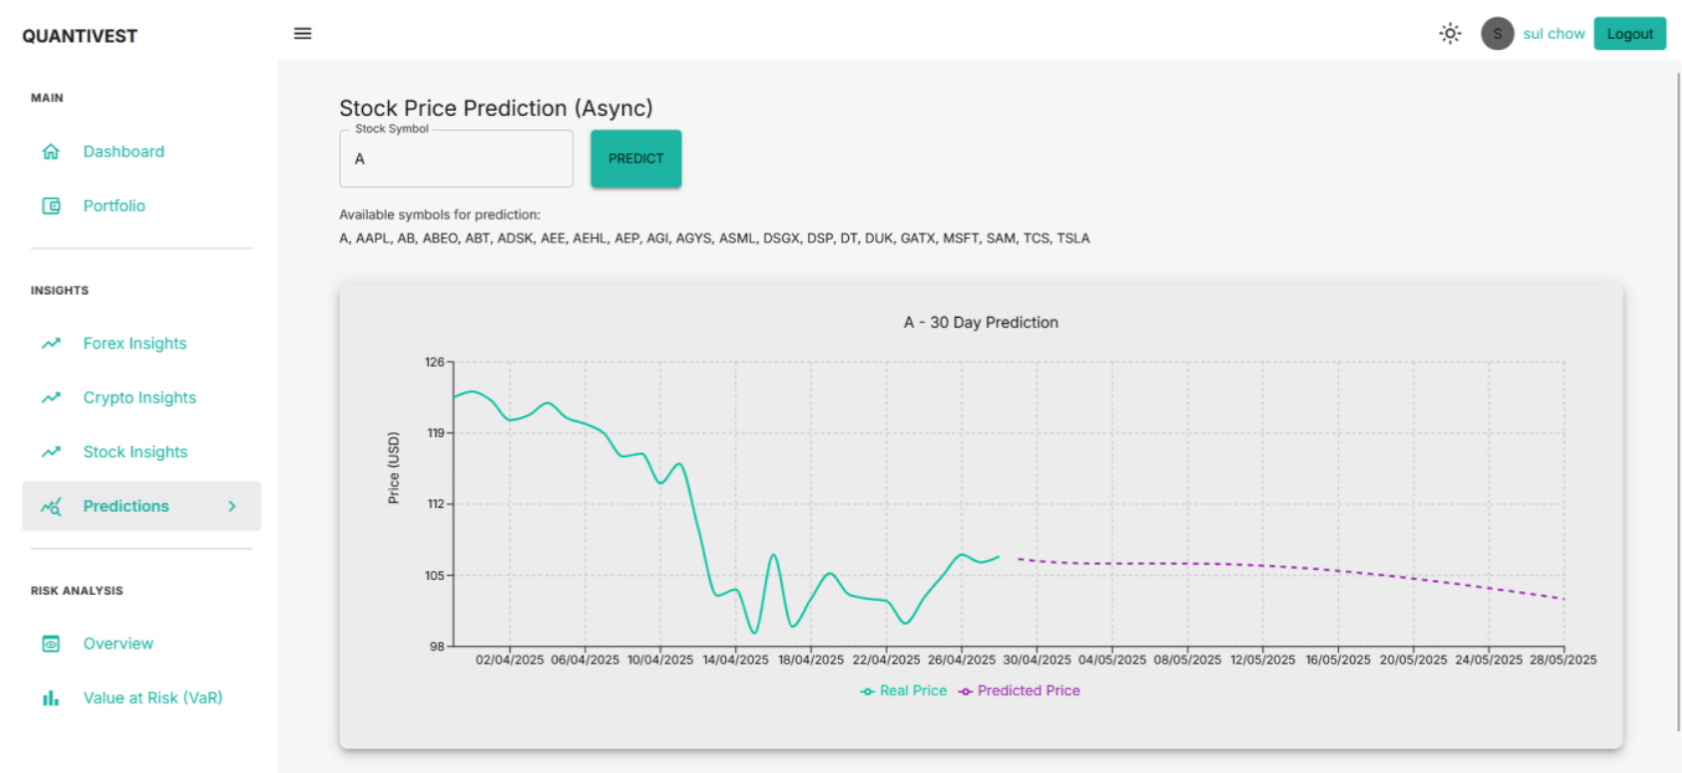 QUANTIVEST
S sul chow Logout
MAIN
Dashboard
Portfolio
INSIGHTS
Forex Insights
Crypto Insights
Stock Insights
Predictions
RISK ANALYSIS
Overview
Value at Risk (VaR)
Stock Price Prediction (Async)
Stock Symbol
A
PREDICT
Available symbols for prediction:
A, AAPL, AB, ABEO, ABT, ADSK, AEE, AEHL, AEP, AGI, AGYS, ASML, DSGX, DSP, DT, DUK, GATX, MSFT, SAM, TCS, TSLA
A - 30 Day Prediction
Price (USD)
126
119
112
105
98
02/04/2025 06/04/2025 10/04/2025 14/04/2025 18/04/2025 22/04/2025 26/04/2025 30/04/2025 04/05/2025 08/05/2025 12/05/2025 16/05/2025 20/05/2025 24/05/2025 28/05/2025
Real Price Predicted Price